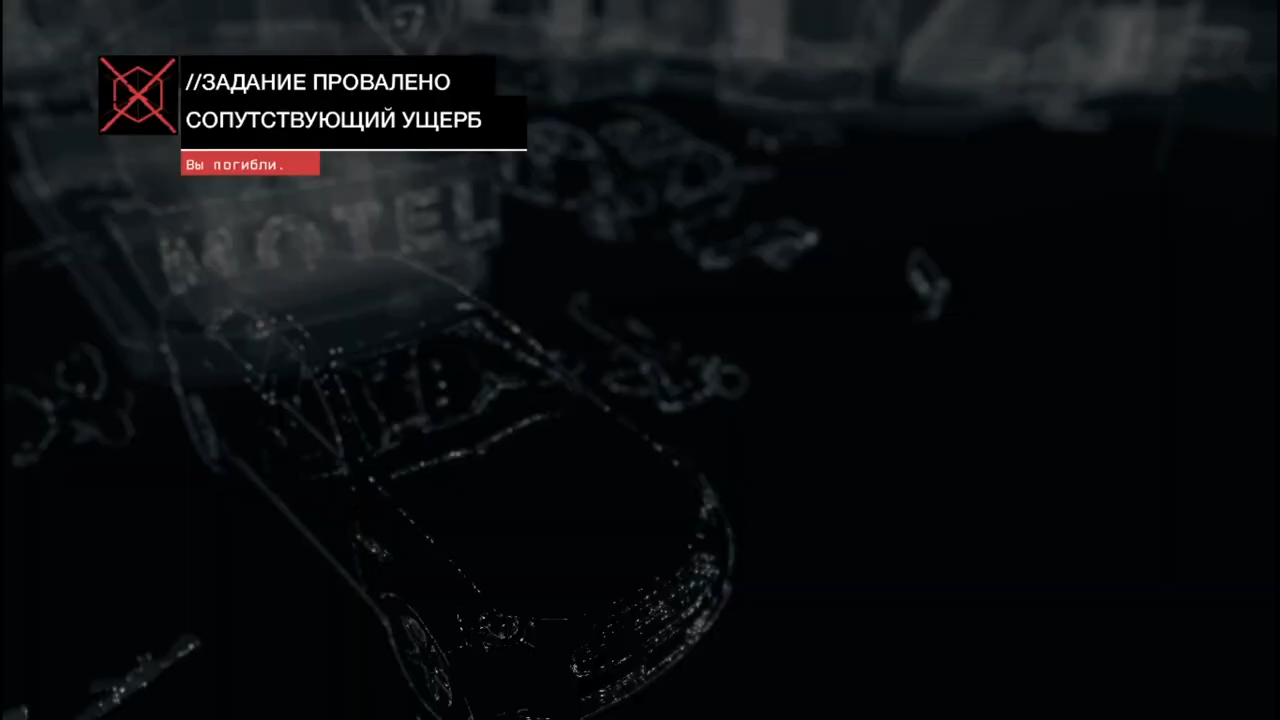 //ЗАДАНИЕ ПРОВАЛЕНО
СОПУТСТВУЮЩИЙ УЩЕРБ
Вы погибли.
MOTEL